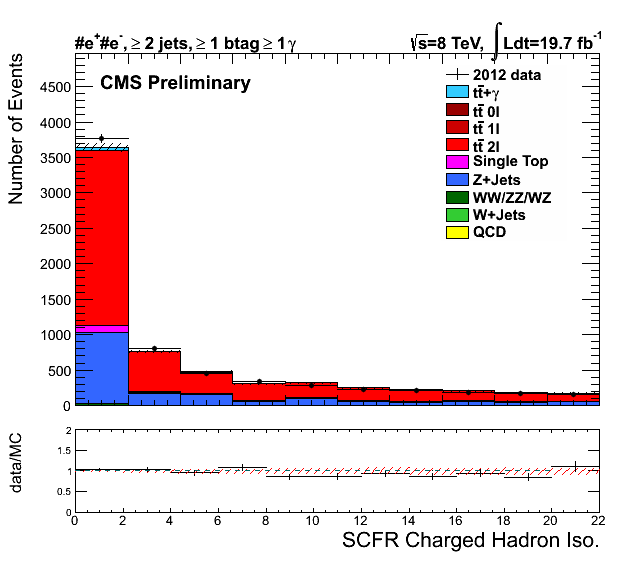 #e⁺#e⁻, ≥ 2 jets, ≥ 1 btag ≥ 1 γ
√s=8 TeV, ∫Ldt=19.7 fb⁻¹
CMS Preliminary
Number of Events
4500
4000
3500
3000
2500
2000
1500
1000
500
0
2012 data
tt̄+γ
tt̄ 0l
tt̄ 1l
tt̄ 2l
Single Top
Z+Jets
WW/ZZ/WZ
W+Jets
QCD
data/MC
2
1.5
1
0.5
0
0 2 4 6 8 10 12 14 16 18 20 22
SCFR Charged Hadron Iso.